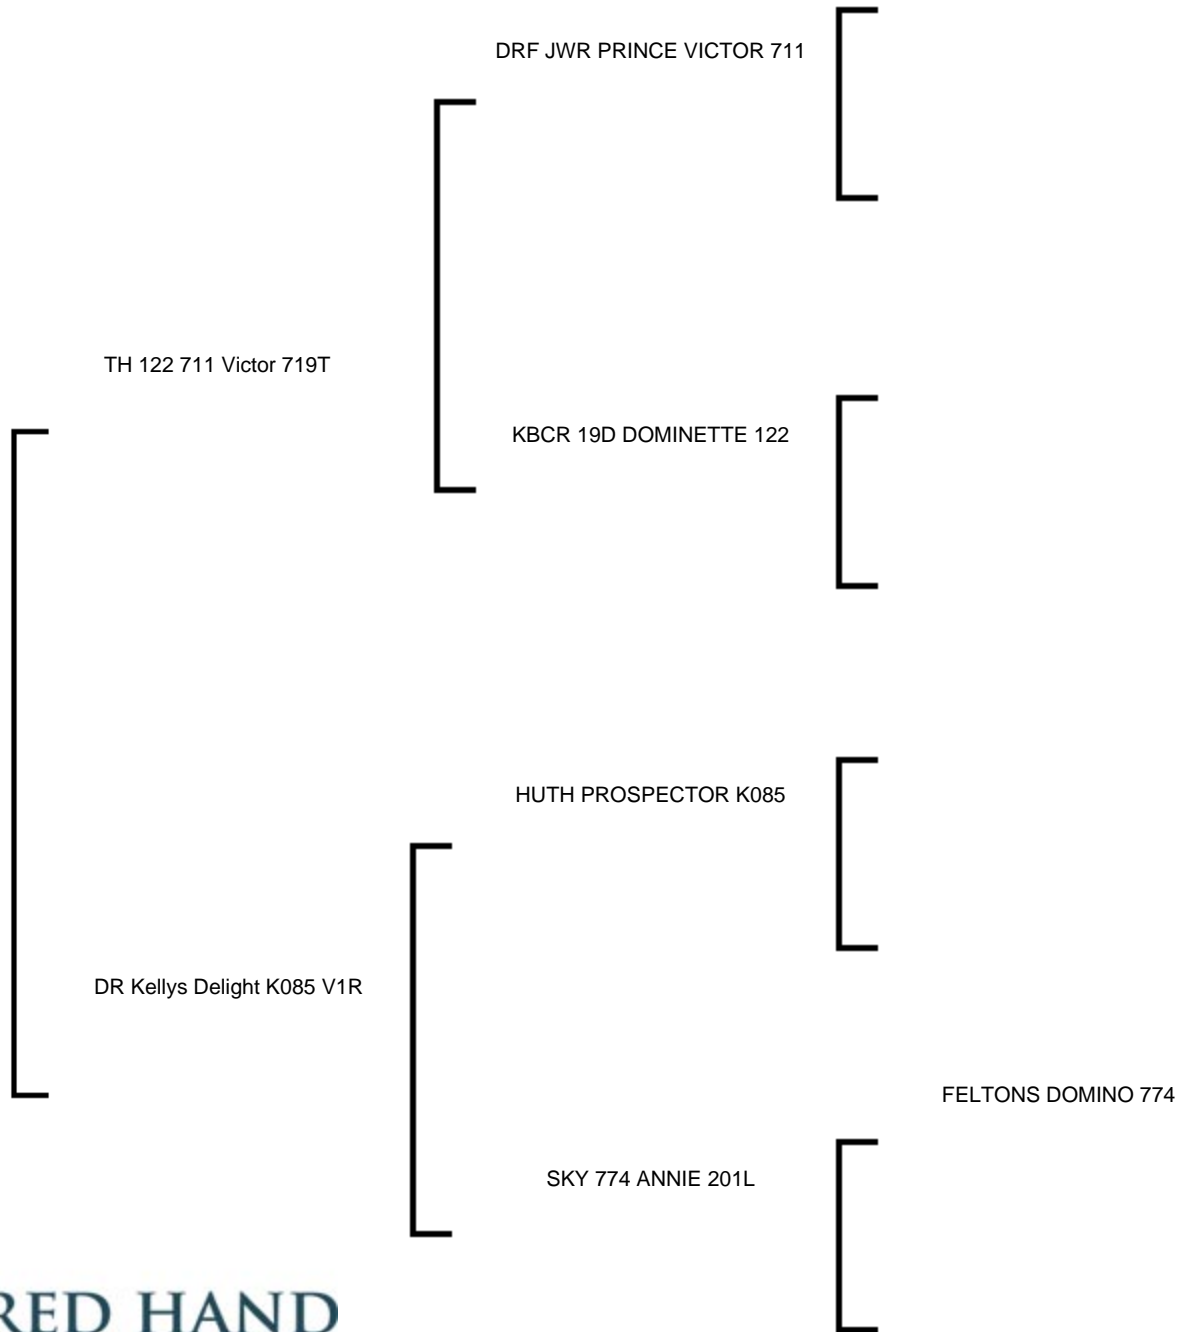 DRF JWR PRINCE VICTOR 711
TH 122 711 Victor 719T
KBCR 19D DOMINETTE 122
HUTH PROSPECTOR K085
DR Kellys Delight K085 V1R
FELTONS DOMINO 774
SKY 774 ANNIE 201L
RED HAND